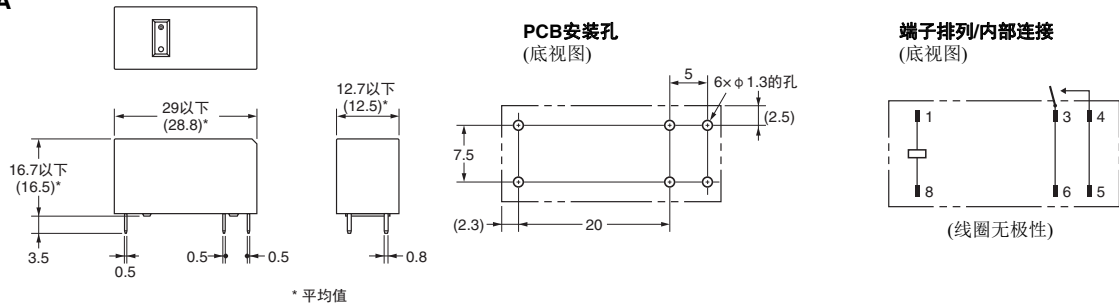 A
29以下
(28.8)*
16.7以下
(16.5)*
3.5
0.5
0.5
0.5
12.7以下
(12.5)*
0.8
* 平均值
PCB安装孔
(底视图)
5
6×φ1.3的孔
(2.5)
7.5
(2.3)
20
端子排列/内部连接
(底视图)
1
3
4
8
6
5
(线圈无极性)